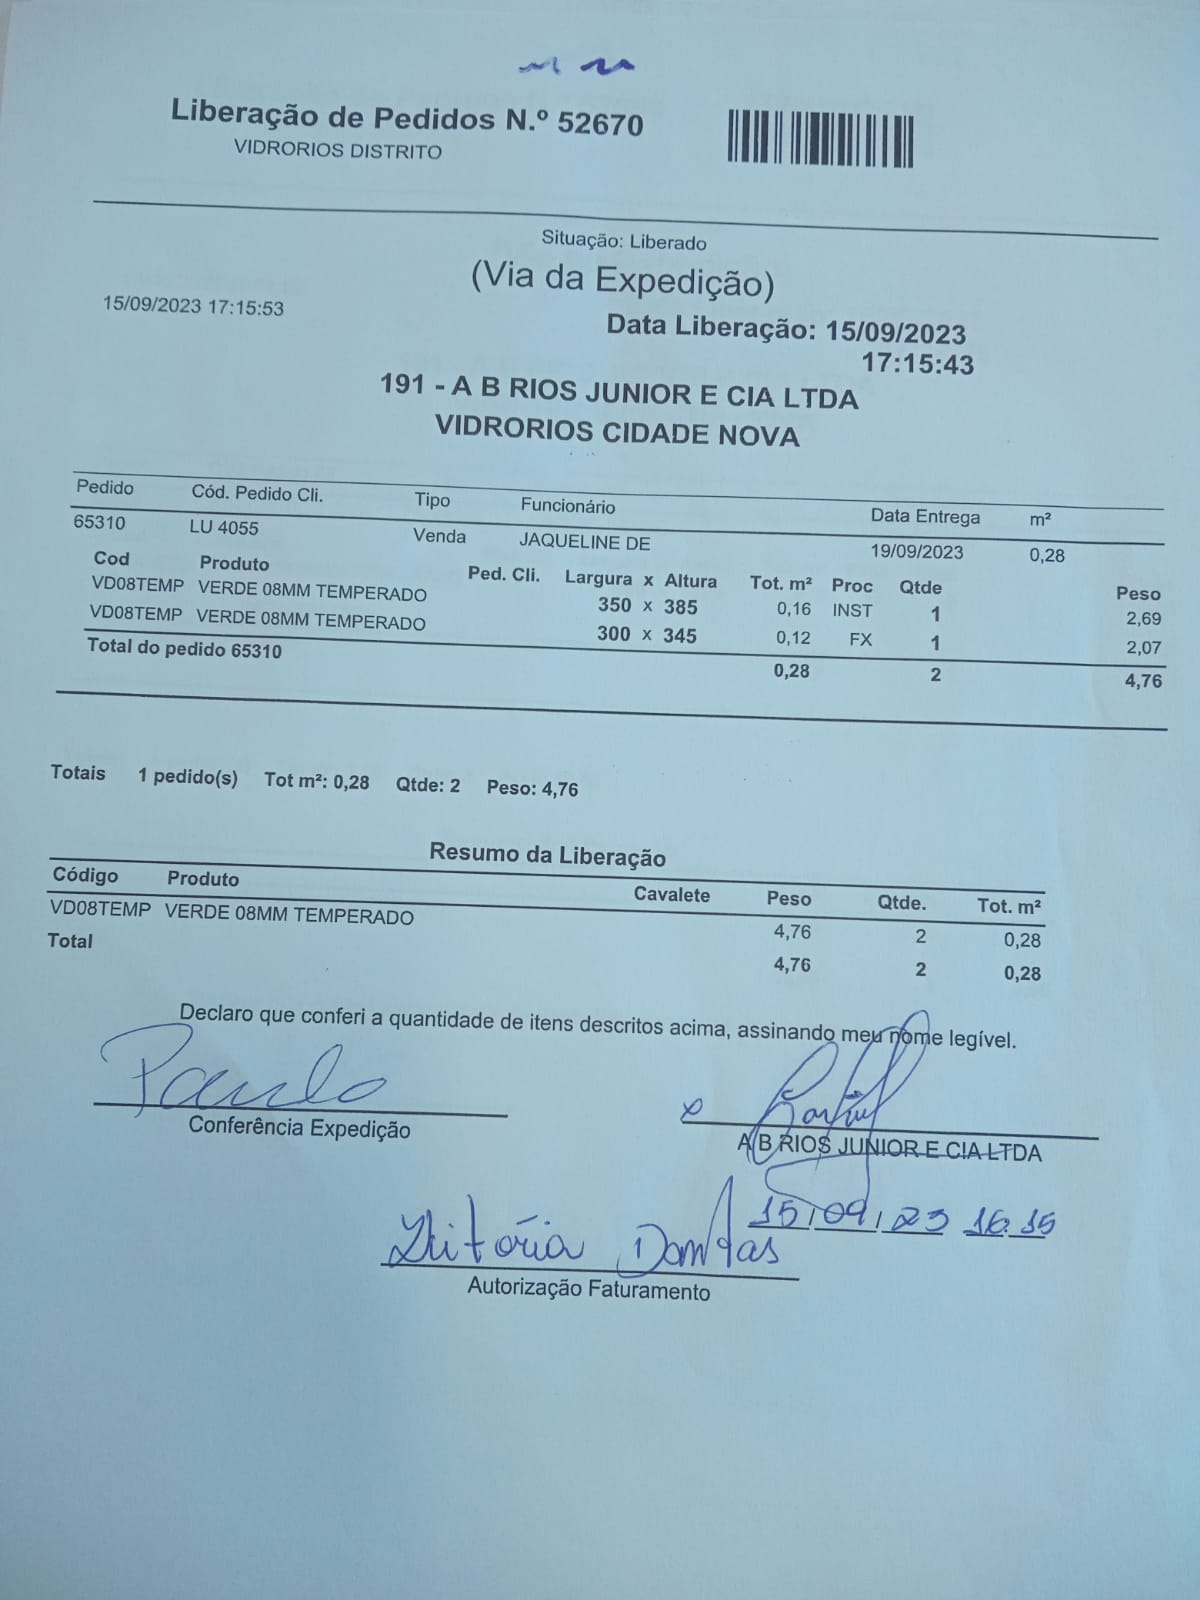 Liberação de Pedidos N.º 52670
VIDRORIOS DISTRITO
Situação: Liberado
(Via da Expedição)
15/09/2023 17:15:53
Data Liberação: 15/09/2023
17:15:43
191 - A B RIOS JUNIOR E CIA LTDA
VIDRORIOS CIDADE NOVA
Pedido Cód. Pedido Cli. Tipo Funcionário Data Entrega m²
65310 LU 4055 Venda JAQUELINE DE 19/09/2023 0,28
Cod Produto Ped. Cli. Largura x Altura Tot. m² Proc Qtde Peso
VD08TEMP VERDE 08MM TEMPERADO 350 x 385 0,16 INST 1 2,69
VD08TEMP VERDE 08MM TEMPERADO 300 x 345 0,12 FX 1 2,07
Total do pedido 65310 0,28 2 4,76
Totais 1 pedido(s) Tot m²: 0,28 Qtde: 2 Peso: 4,76
Resumo da Liberação
Código Produto Cavalete Peso Qtde. Tot. m²
VD08TEMP VERDE 08MM TEMPERADO 4,76 2 0,28
Total 4,76 2 0,28
Declaro que conferi a quantidade de itens descritos acima, assinando meu nome legível.
Paulo
Conferência Expedição
A B RIOS JUNIOR E CIA LTDA
15/09/23 16:15
Vitória Dantas
Autorização Faturamento